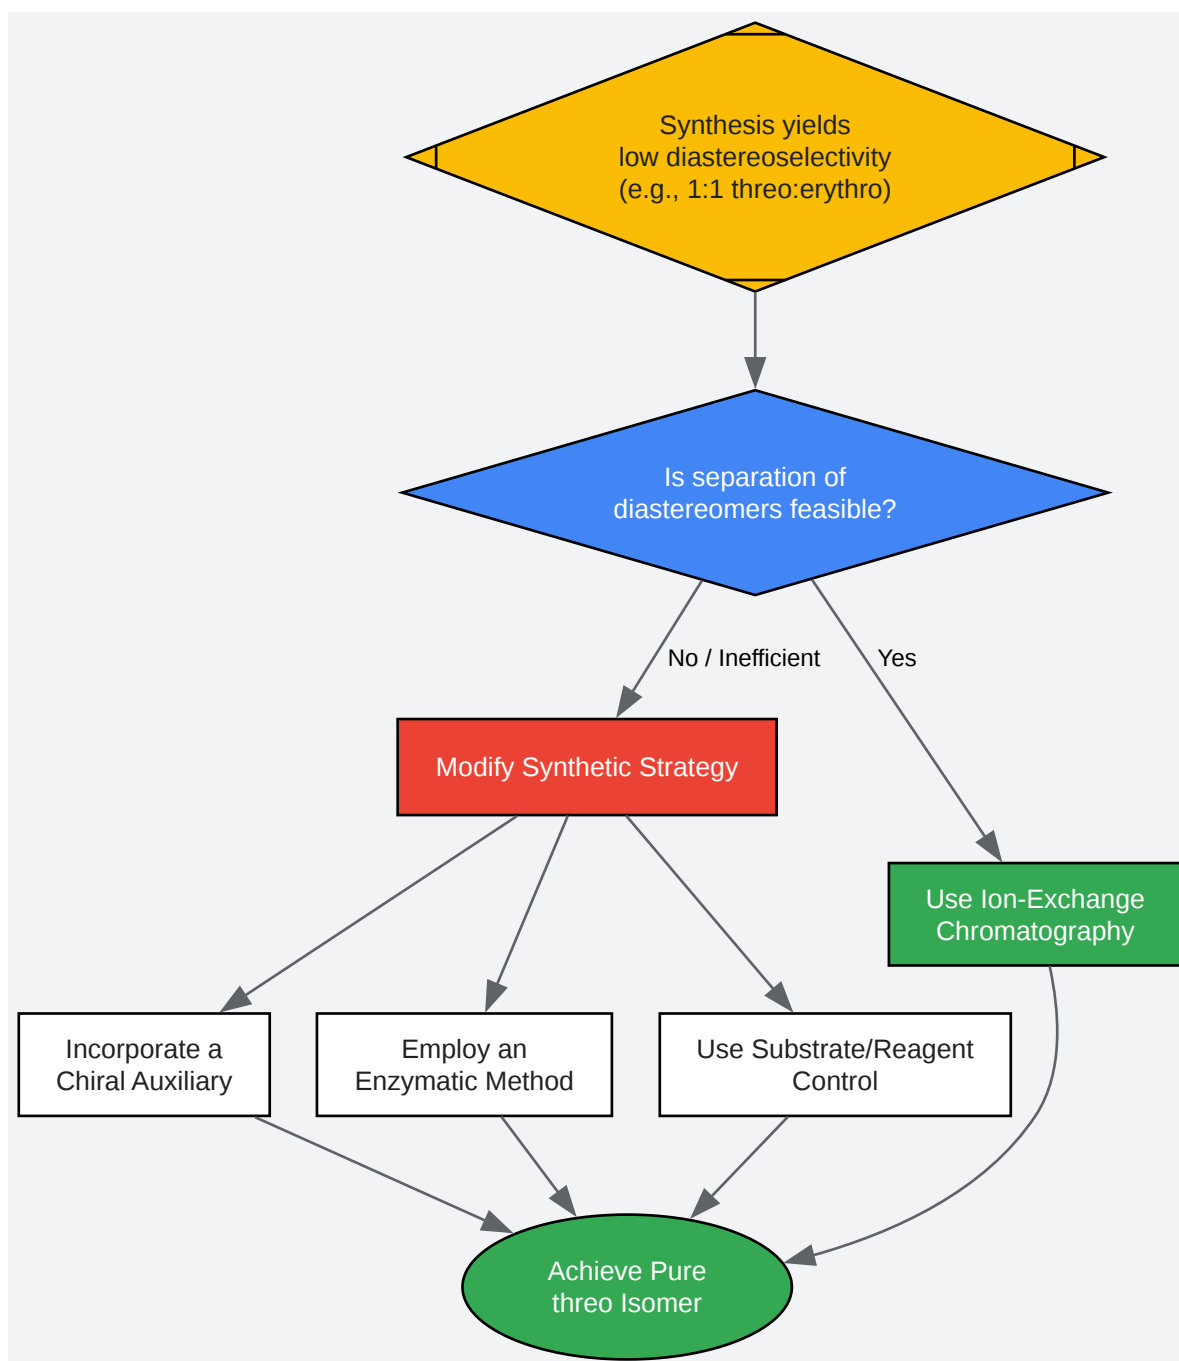 Synthesis yields
low diastereoselectivity
(e.g., 1:1 threo:erythro)
Is separation of
diastereomers feasible?
No / Inefficient
Yes
Modify Synthetic Strategy
Use Ion-Exchange
Chromatography
Incorporate a
Chiral Auxiliary
Employ an
Enzymatic Method
Use Substrate/Reagent
Control
Achieve Pure
threo Isomer